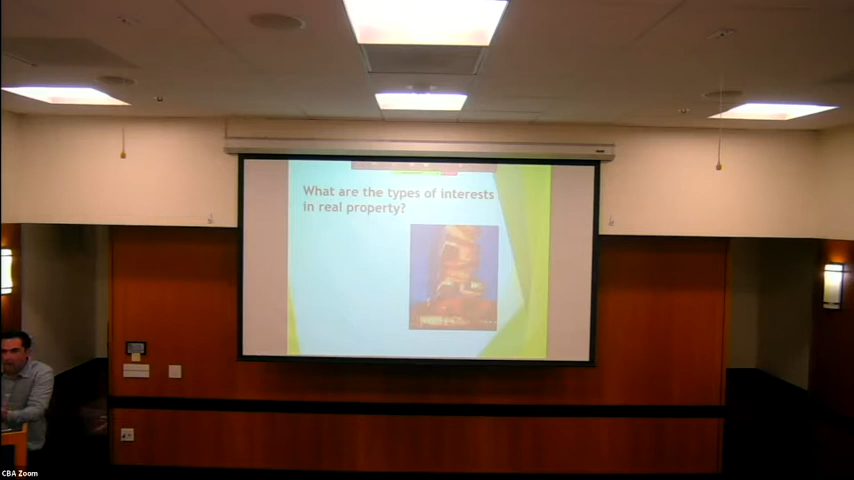 What are the types of interests
in real property?
CBA Zoom